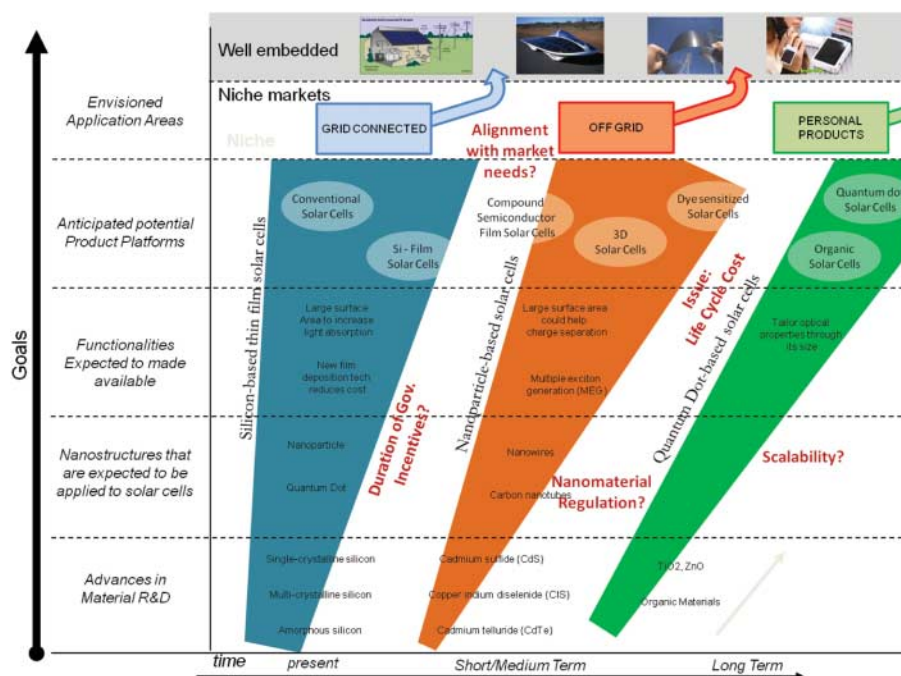 Well embedded
Niche markets
Niche
Envisioned
Application Areas
GRID CONNECTED
Alignment
with market
needs?
OFF GRID
PERSONAL
PRODUCTS
Goals
Anticipated potential
Product Platforms
Conventional
Solar Cells
Si - Film
Solar Cells
Compound
Semiconductor
Film Solar Cells
3D
Solar Cells
Dye sensitized
Solar Cells
Quantum dot
Solar Cells
Organic
Solar Cells
Silicon-based thin film solar cells
Nanoparticle-based solar cells
Issue:
Life Cycle Cost
Quantum Dot-based solar cells
Functionalities
Expected to made
available
Large surface
Area to increase
light absorption
New film
deposition tech
reduces cost
Large surface area
could help
charge separation
Multiple exciton
generation (MEG)
Tailor optical
properties through
its size
Duration of Gov.
Incentives?
Nanostructures that
are expected to be
applied to solar cells
Nanoparticle
Quantum Dot
Nanowires
Carbon nanotubes
Nanomaterial
Regulation?
Scalability?
Advances in
Material R&D
Single-crystalline silicon
Multi-crystalline silicon
Amorphous silicon
Cadmium sulfide (CdS)
Copper indium diselenide (CIS)
Cadmium telluride (CdTe)
TiO2, ZnO
Organic Materials
time
present
Short/Medium Term
Long Term